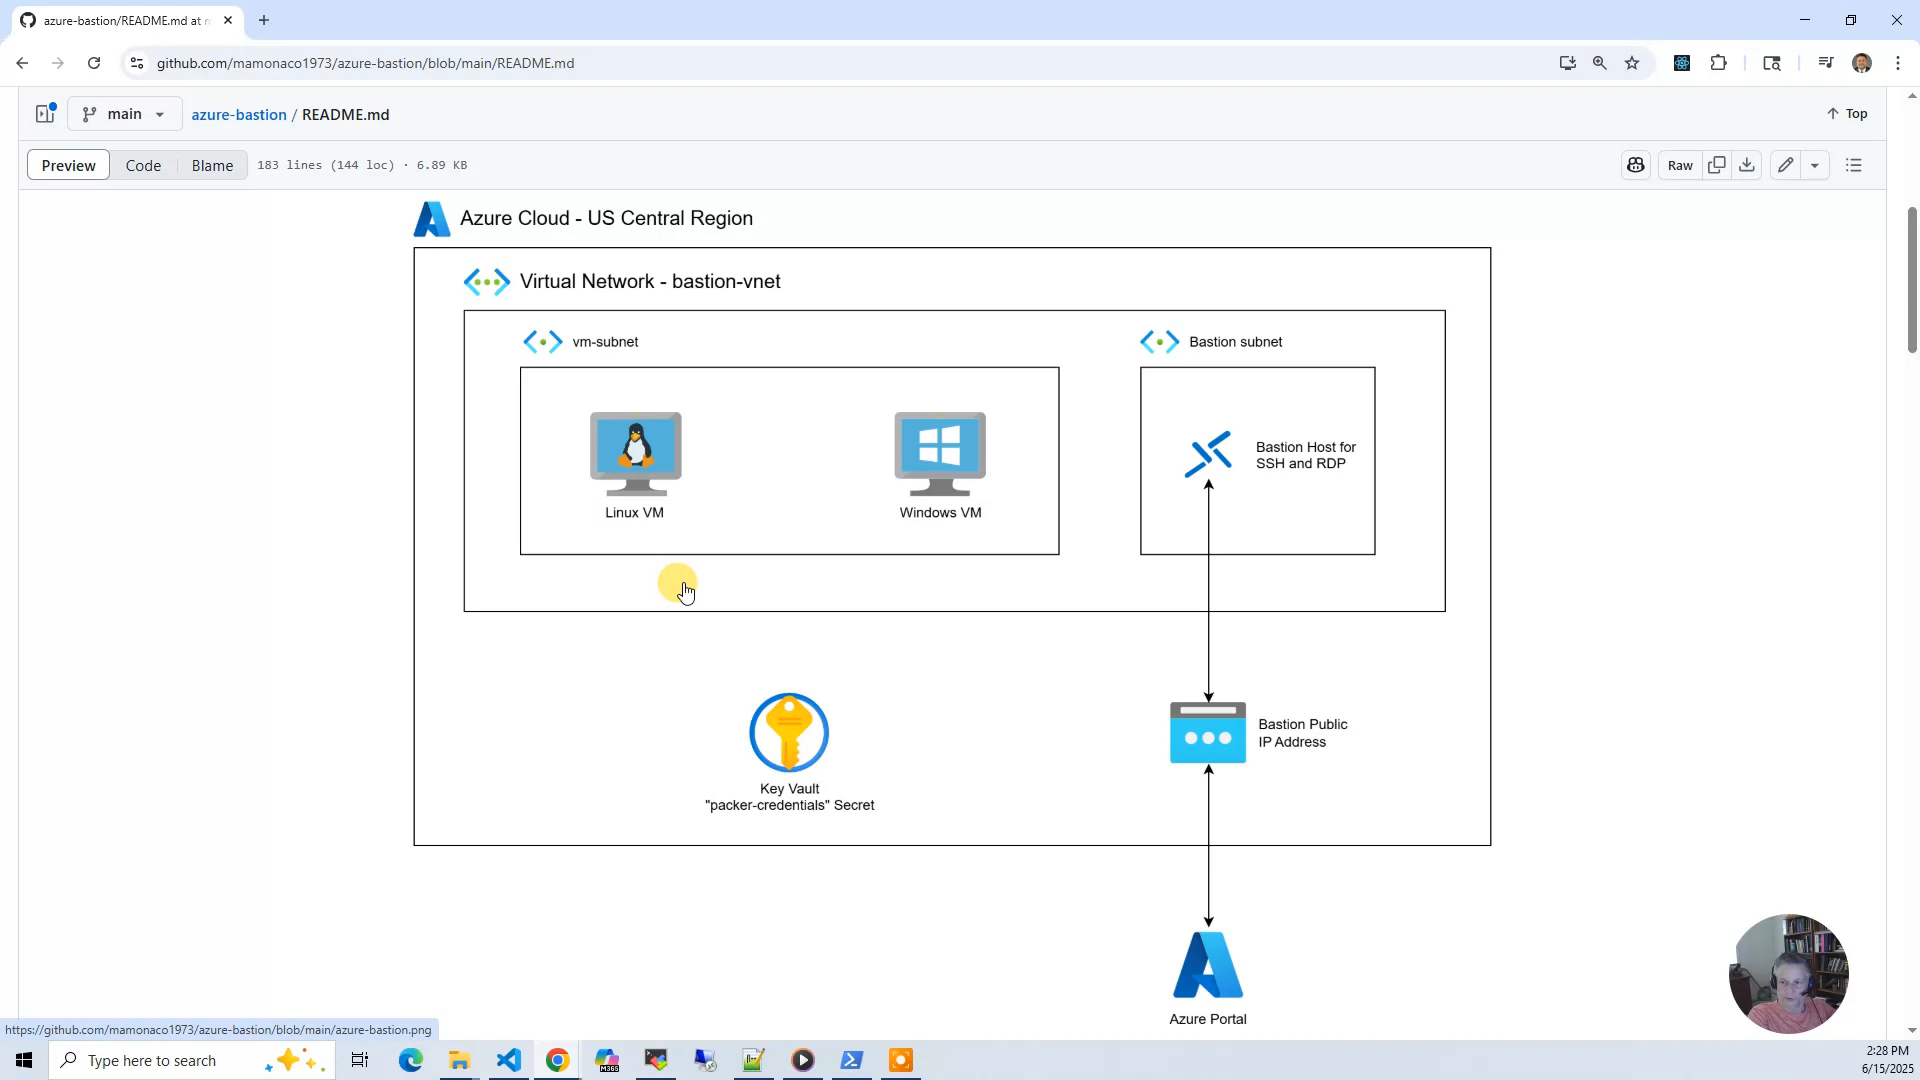 azure-bastion/README.md at
github.com/mamonaco1973/azure-bastion/blob/main/README.md
main
azure-bastion / README.md
Top
Preview
Code
Blame
183 lines (144 loc) · 6.89 KB
Raw
Azure Cloud - US Central Region
Virtual Network - bastion-vnet
vm-subnet
Bastion subnet
Linux VM
Windows VM
Bastion Host for
SSH and RDP
Key Vault
"packer-credentials" Secret
Bastion Public
IP Address
Azure Portal
https://github.com/mamonaco1973/azure-bastion/blob/main/azure-bastion.png
Type here to search
M365
2:28 PM
6/15/2025